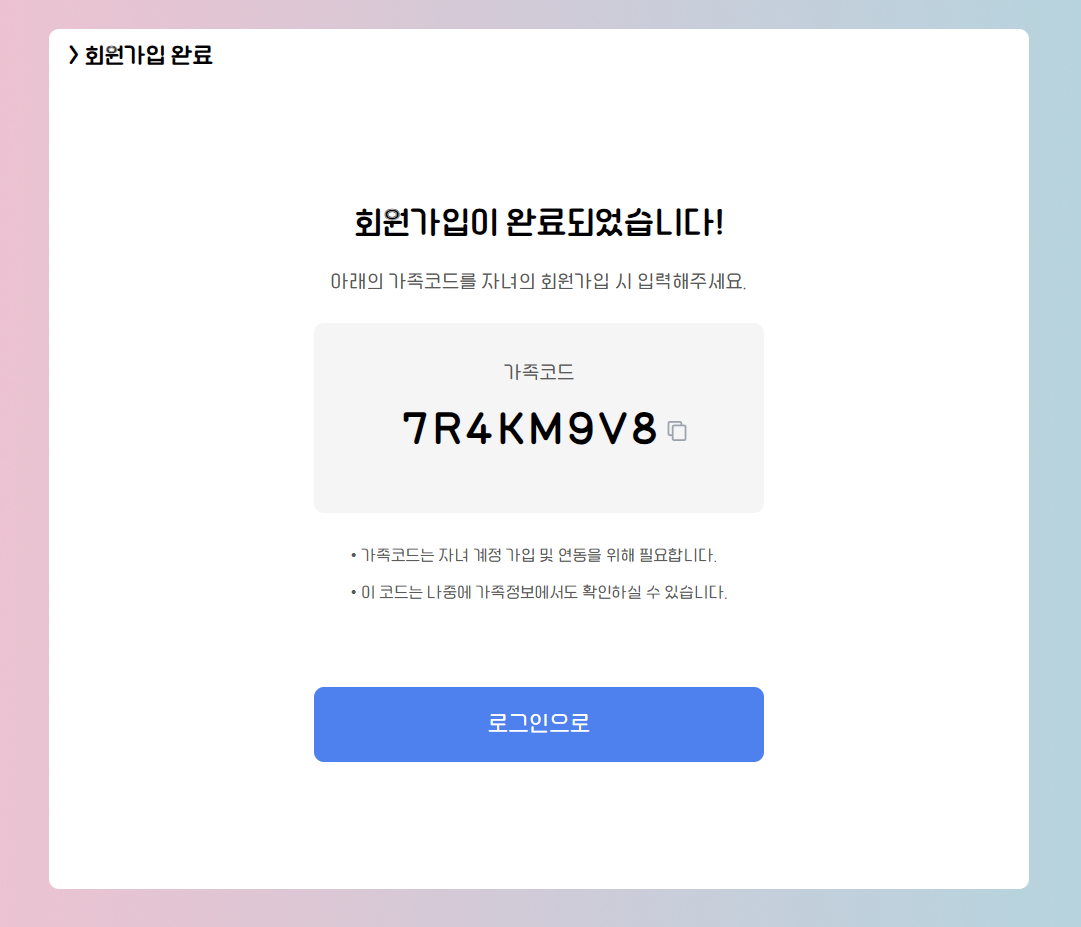 > 회원가입 완료
회원가입이 완료되었습니다!
아래의 가족코드를 자녀의 회원가입 시 입력해주세요.
가족코드
7R4KM9V8
• 가족코드는 자녀 계정 가입 및 연동을 위해 필요합니다.
• 이 코드는 나중에 가족정보에서도 확인하실 수 있습니다.
로그인으로